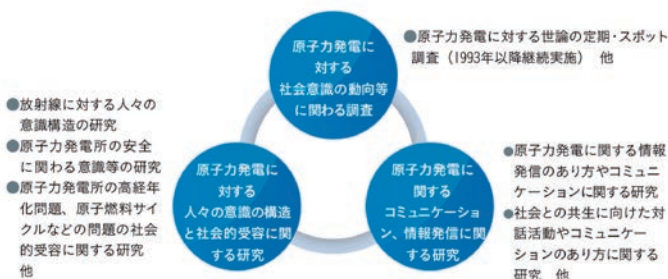 原子力発電に
対する
社会意識の動向等
に関わる調査
●原子力発電に対する世論の定期・スポット
調査（1993年以降継続実施） 他
●放射線に対する人々の
意識構造の研究
●原子力発電所の安全
に関わる意識等の研究
●原子力発電所の高経年
化問題、原子燃料サイ
クルなどの問題の社会
的受容に関する研究
他
原子力発電に
対する
人々の意識の構造
と社会的受容に関
する研究
原子力発電に
関する
コミュニケーショ
ン、情報発信に関
する研究
●原子力発電に関する情報
発信のあり方やコミュニ
ケーションに関する研究
●社会との共生に向けた対
話活動やコミュニケー
ションのあり方に関する
研究 他